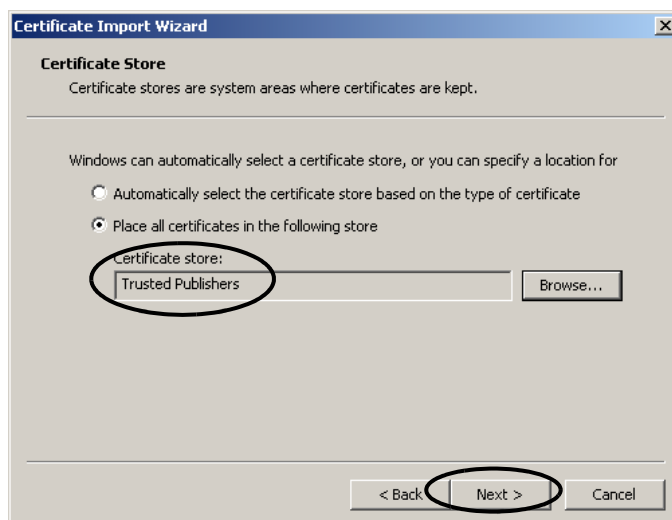 Certificate Import Wizard
Certificate Store
Certificate stores are system areas where certificates are kept.
Windows can automatically select a certificate store, or you can specify a location for
Automatically select the certificate store based on the type of certificate
Place all certificates in the following store
Certificate store:
Trusted Publishers
Browse...
< Back
Next >
Cancel